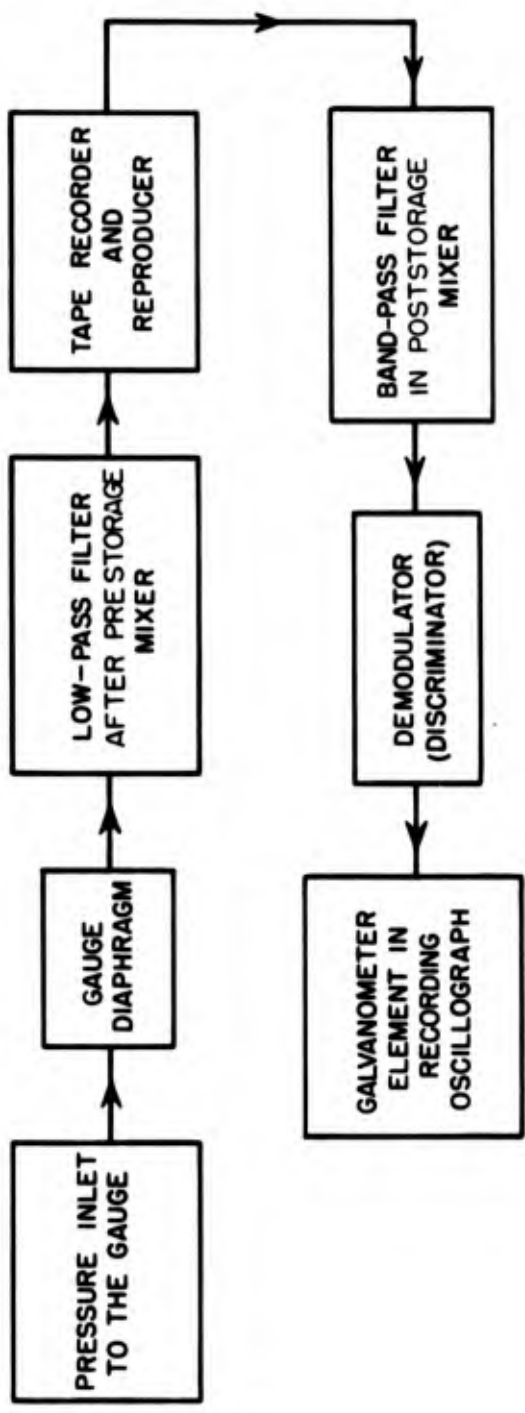 PRESSURE INLET
TO THE GAUGE
GAUGE
DIAPHRAGM
LOW-PASS FILTER
AFTER PRESTORAGE
MIXER
TAPE RECORDER
AND
REPRODUCER
BAND-PASS FILTER
IN POSTSTORAGE
MIXER
DEMODULATOR
(DISCRIMINATOR)
GALVANOMETER
ELEMENT IN
RECORDING
OSCILLOGRAPH